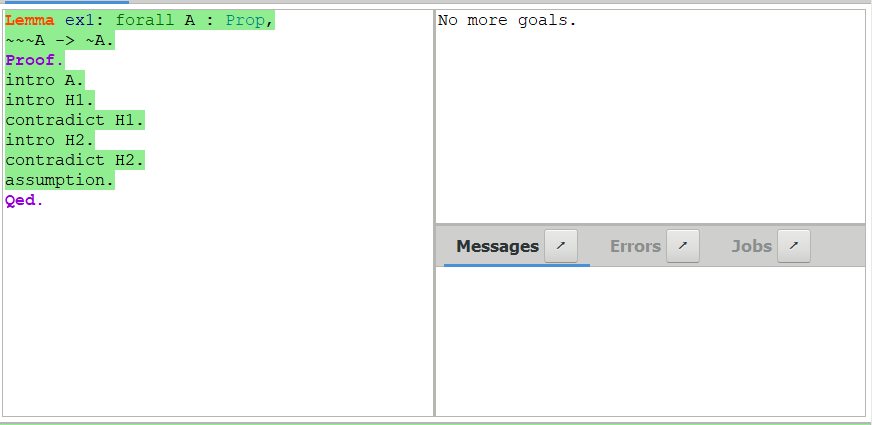 Lemma ex1: forall A : Prop,
~~~A -> ~A.
Proof.
intro A.
intro H1.
contradict H1.
intro H2.
contradict H2.
assumption.
Qed.
No more goals.
Messages
Errors
Jobs